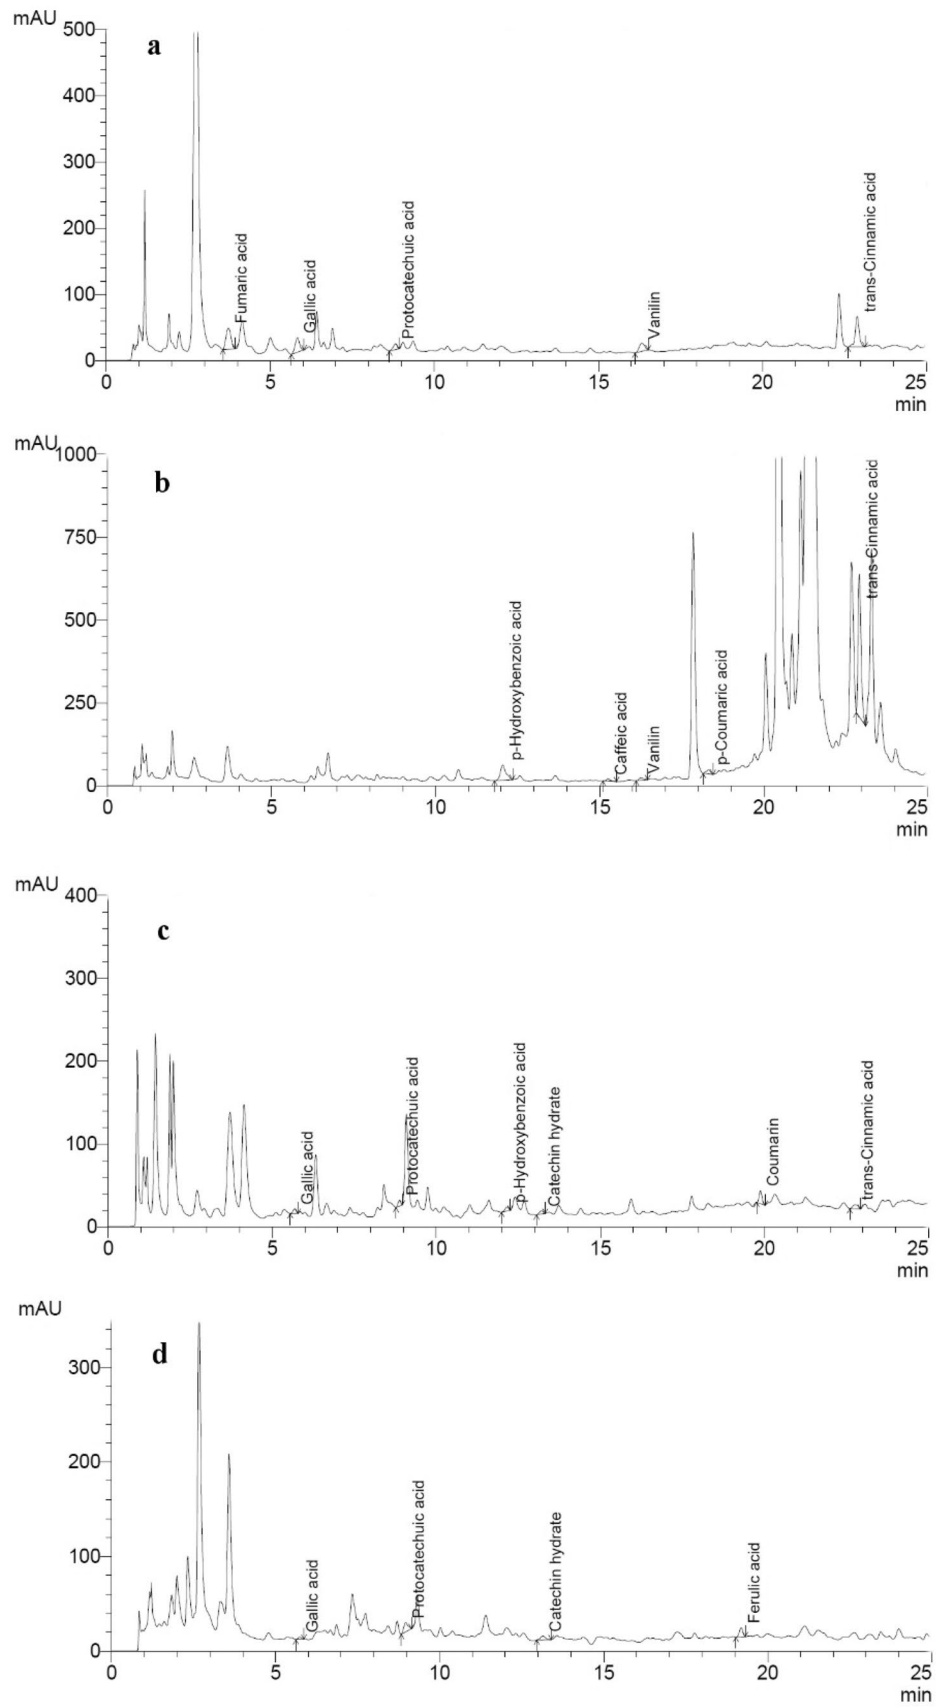 mAU
500
a
400
300
200
100
0
Fumaric acid
Gallic acid
Protocatechuic acid
Vanilin
trans-Cinnamic acid
0 5 10 15 20 25
min
mAU
1000
b
750
500
250
0
p-Hydroxybenzoic acid
Caffeic acid
Vanilin
p-Coumaric acid
trans-Cinnamic acid
0 5 10 15 20 25
min
mAU
400
c
300
200
100
0
Gallic acid
Protocatechuic acid
p-Hydroxybenzoic acid
Catechin hydrate
Coumarin
trans-Cinnamic acid
0 5 10 15 20 25
min
mAU
d
300
200
100
0
Gallic acid
Protocatechuic acid
Catechin hydrate
Ferulic acid
0 5 10 15 20 25
min